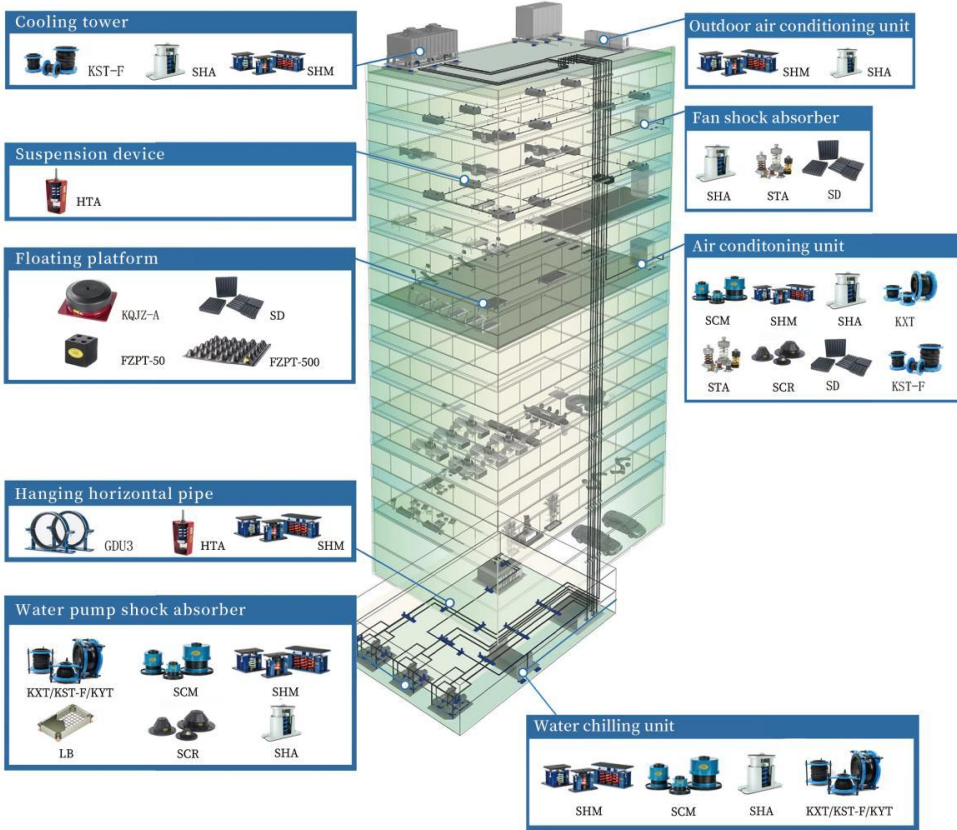 Cooling tower
KST-F SHA SHM
Suspension device
HTA
Floating platform
KQJZ-A SD
FZPT-50 FZPT-500
Hanging horizontal pipe
GDU3 HTA SHM
Water pump shock absorber
KXT/KST-F/KYT SCM SHM
LB SCR SHA
Outdoor air conditioning unit
SHM SHA
Fan shock absorber
SHA STA SD
Air conditoning unit
SCM SHM SHA KXT
STA SCR SD KST-F
Water chilling unit
SHM SCM SHA KXT/KST-F/KYT